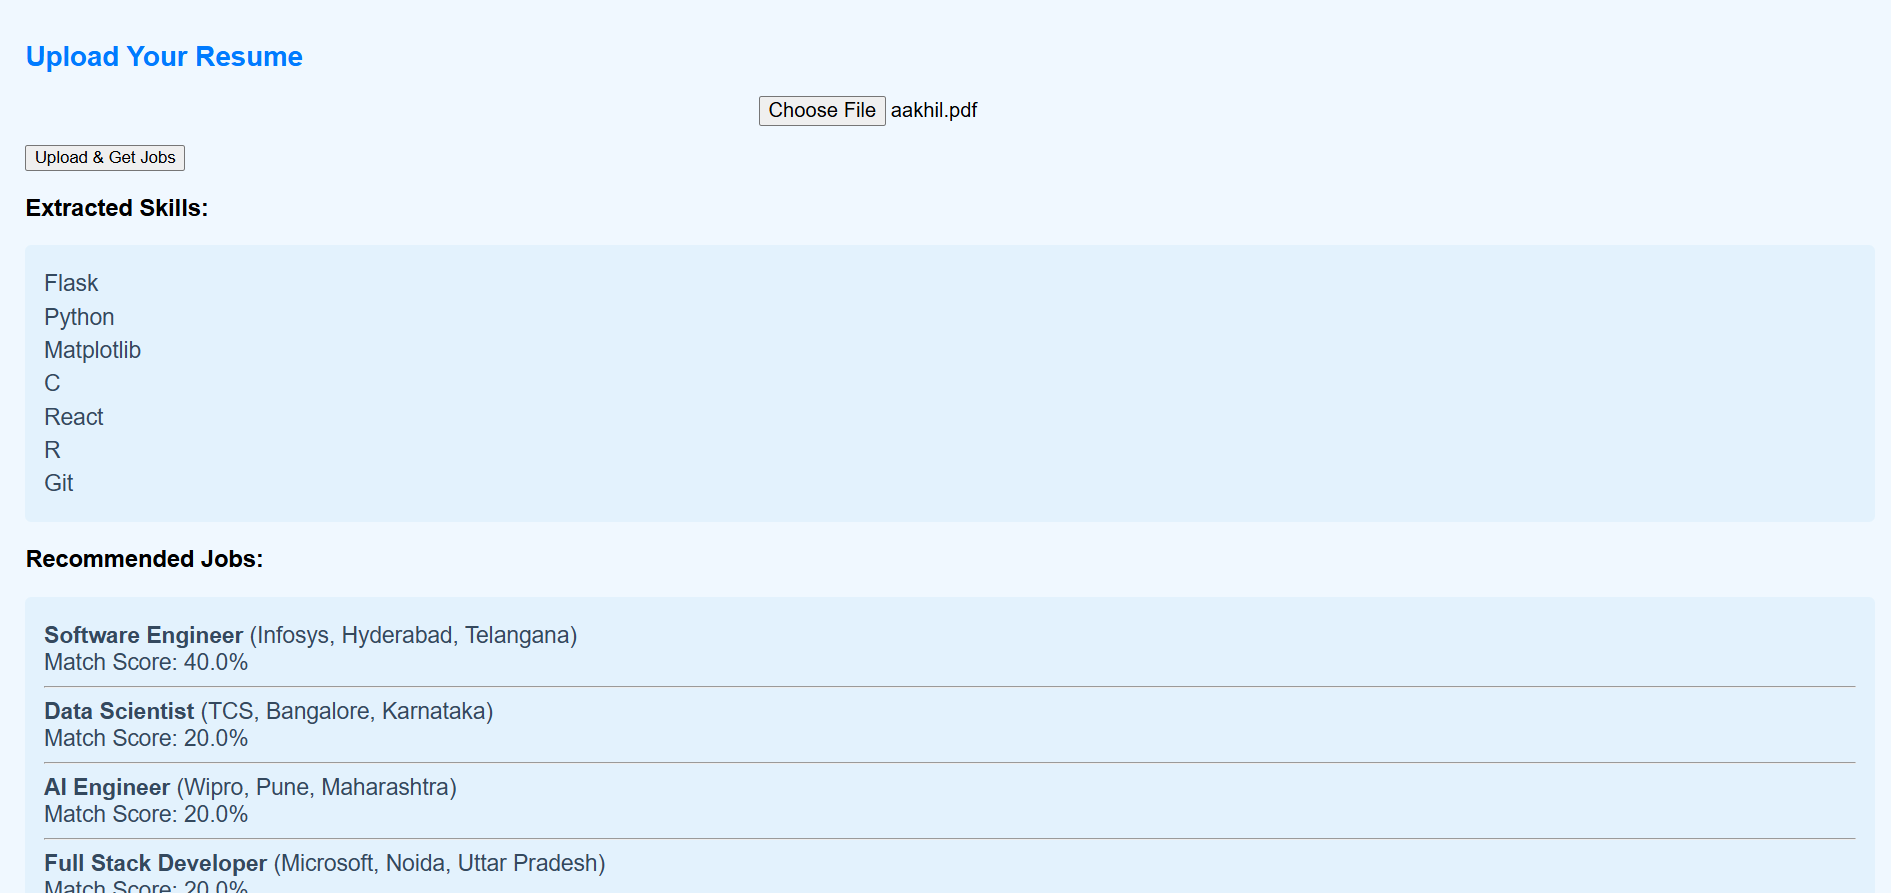 Upload Your Resume
Choose File aakhil.pdf
Upload & Get Jobs
Extracted Skills:
Flask
Python
Matplotlib
C
React
R
Git
Recommended Jobs:
Software Engineer (Infosys, Hyderabad, Telangana)
Match Score: 40.0%
Data Scientist (TCS, Bangalore, Karnataka)
Match Score: 20.0%
AI Engineer (Wipro, Pune, Maharashtra)
Match Score: 20.0%
Full Stack Developer (Microsoft, Noida, Uttar Pradesh)
Match Score: 20.0%